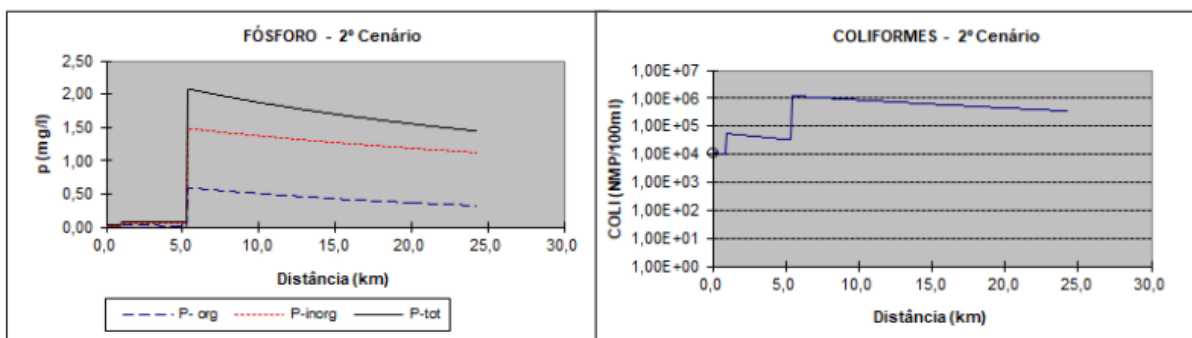 FÓSFORO - 2º Cenário
p (mg/l)
2,50
2,00
1,50
1,00
0,50
0,00
0,0 5,0 10,0 15,0 20,0 25,0 30,0
Distância (km)
P- org P-inorg P-tot
COLIFORMES - 2º Cenário
COLI (NMP/100ml)
1,00E+07
1,00E+06
1,00E+05
1,00E+04
1,00E+03
1,00E+02
1,00E+01
1,00E+00
0,0 5,0 10,0 15,0 20,0 25,0 30,0
Distância (km)